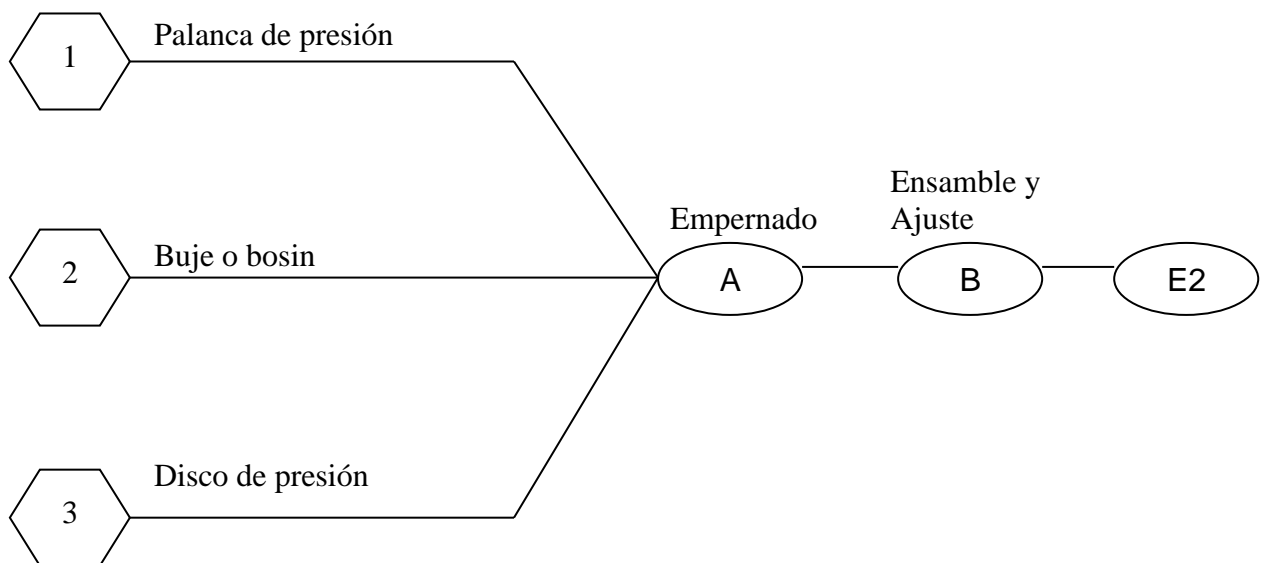 Palanca de presión
1
Ensamble y
Ajuste
Empernado
Buje o bosin
2
A
B
E2
Disco de presión
3